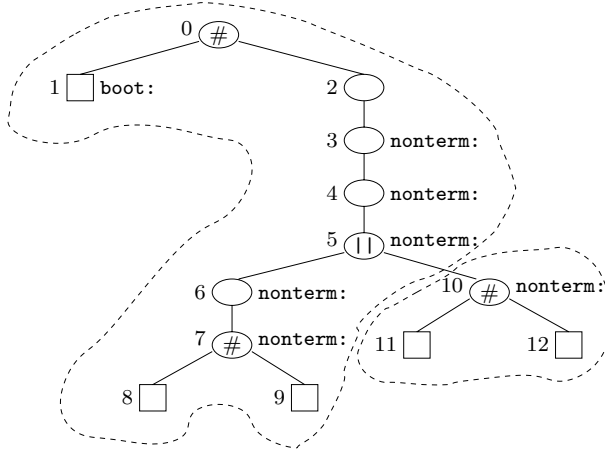 0 #
1 boot: 2
3 nonterm:
4 nonterm:
5 || nonterm:
6 nonterm: 10 # nonterm:
7 # nonterm: 11 12
8 9